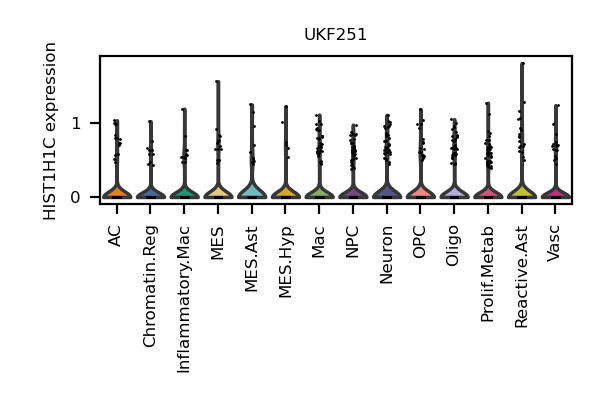 UKF251
HIST1H1C expression
1
0
AC
Chromatin.Reg
Inflammatory.Mac
MES
MES.Ast
MES.Hyp
Mac
NPC
Neuron
OPC
Oligo
Prolif.Metab
Reactive.Ast
Vasc